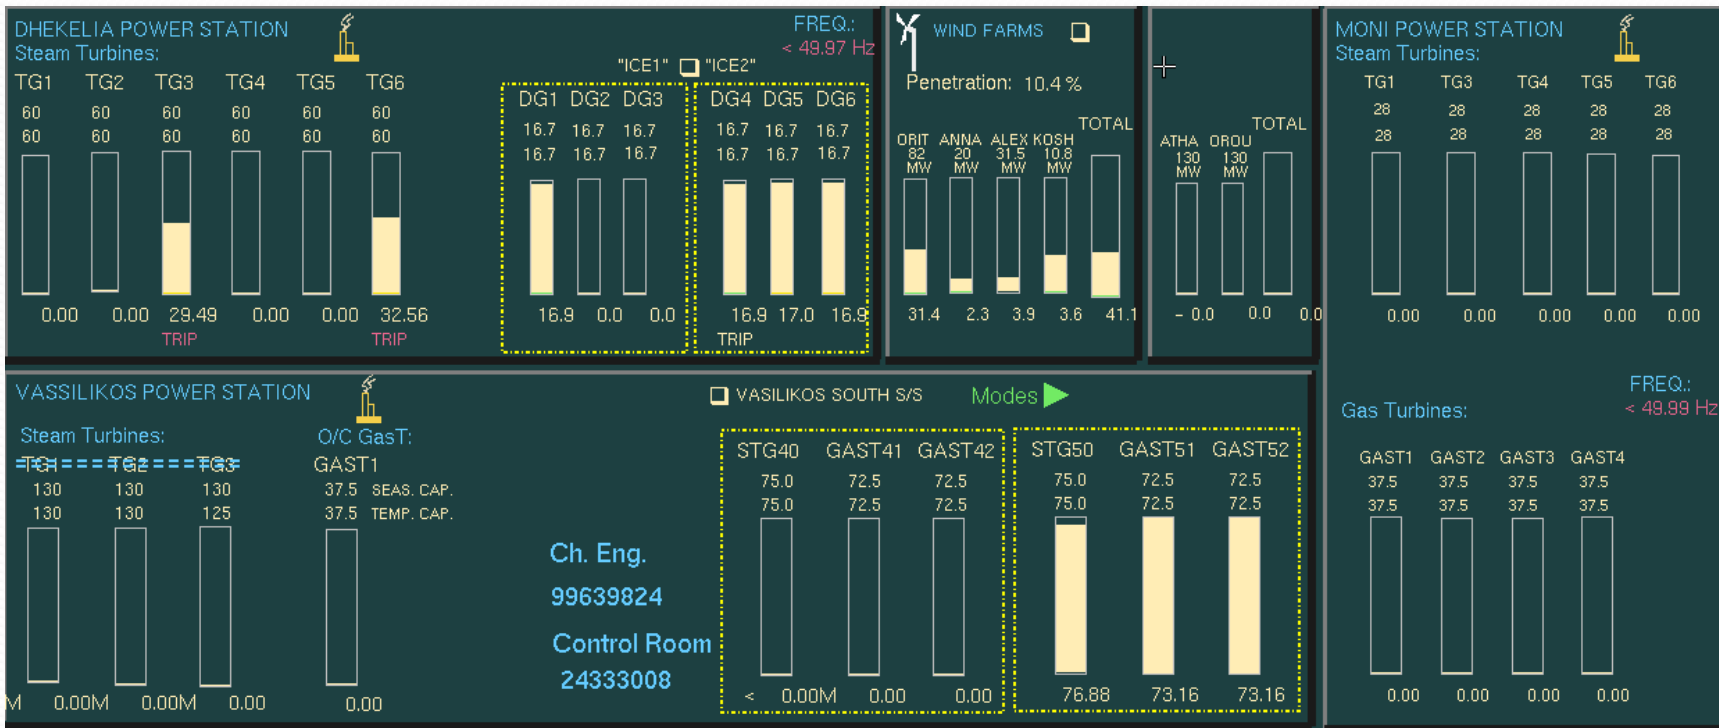 DHEKELIA POWER STATION
Steam Turbines:
FREQ.:
< 49.97 Hz
TG1 TG2 TG3 TG4 TG5 TG6
60 60 60 60 60 60
60 60 60 60 60 60
0.00 0.00 29.49 0.00 0.00 32.56
TRIP TRIP
"ICE1" "ICE2"
DG1 DG2 DG3 DG4 DG5 DG6
16.7 16.7 16.7 16.7 16.7 16.7
16.7 16.7 16.7 16.7 16.7 16.7
16.9 0.0 0.0 16.9 17.0 16.9
TRIP
WIND FARMS
Penetration: 10.4 %
TOTAL
ORIT ANNA ALEX KOSH
82 20 31.5 10.8
MW MW MW MW
31.4 2.3 3.9 3.6 41.1
TOTAL
ATHA OROU
130 130
MW MW
- 0.0 0.0 0.0
MONI POWER STATION
Steam Turbines:
TG1 TG3 TG4 TG5 TG6
28 28 28 28 28
28 28 28 28 28
0.00 0.00 0.00 0.00 0.00
FREQ.:
< 49.99 Hz
Gas Turbines:
GAST1 GAST2 GAST3 GAST4
37.5 37.5 37.5 37.5
37.5 37.5 37.5 37.5
0.00 0.00 0.00 0.00
VASSILIKOS POWER STATION
Steam Turbines: O/C GasT:
TG1 TG2 TG3 GAST1
130 130 130 37.5 SEAS. CAP.
130 130 125 37.5 TEMP. CAP.
M 0.00M 0.00M 0.00 0.00
Ch. Eng.
99639824
Control Room
24333008
VASILIKOS SOUTH S/S Modes
STG40 GAST41 GAST42 STG50 GAST51 GAST52
75.0 72.5 72.5 75.0 72.5 72.5
75.0 72.5 72.5 75.0 72.5 72.5
< 0.00M 0.00 0.00 76.88 73.16 73.16